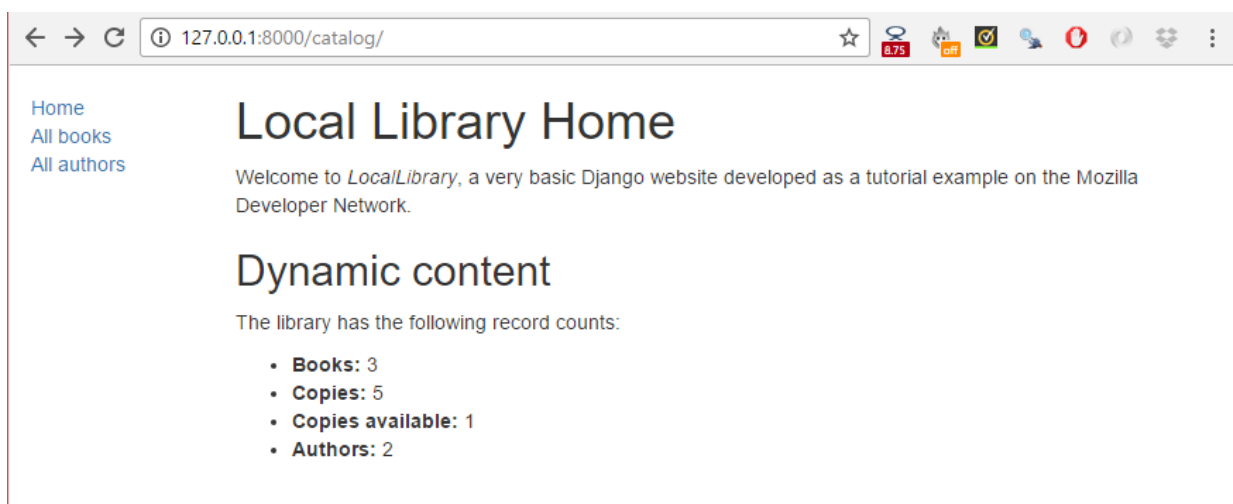 127.0.0.1:8000/catalog/
8.75
off
Home
All books
All authors
Local Library Home
Welcome to LocalLibrary, a very basic Django website developed as a tutorial example on the Mozilla
Developer Network.
Dynamic content
The library has the following record counts:
• Books: 3
• Copies: 5
• Copies available: 1
• Authors: 2